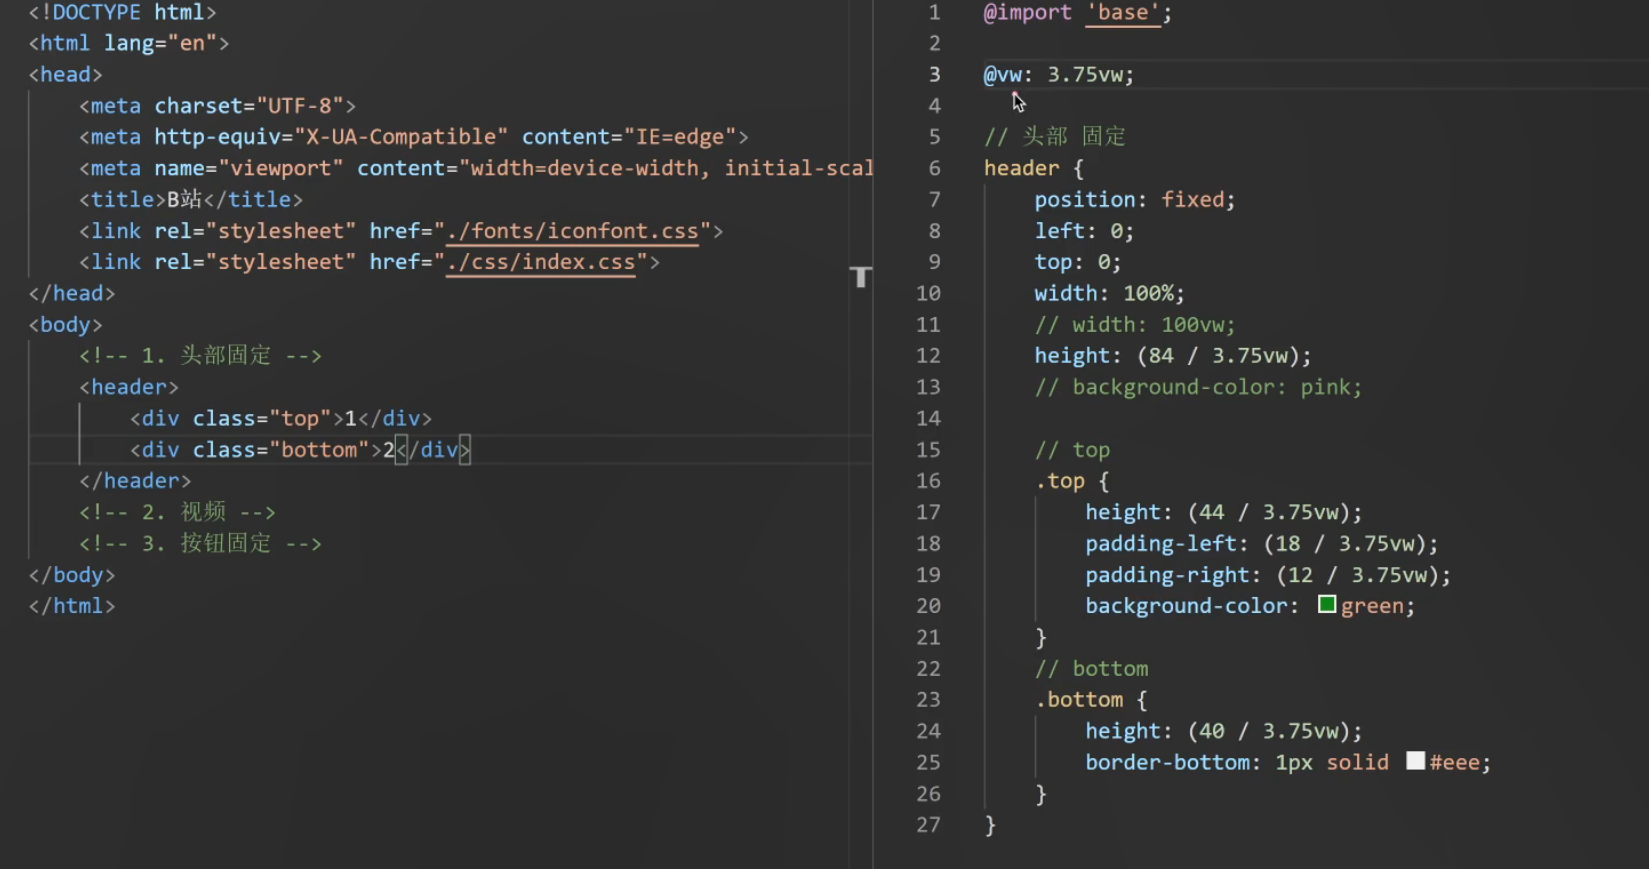 <!DOCTYPE html>
<html lang="en">
<head>
    <meta charset="UTF-8">
    <meta http-equiv="X-UA-Compatible" content="IE=edge">
    <meta name="viewport" content="width=device-width, initial-scal
    <title>B站</title>
    <link rel="stylesheet" href="./fonts/iconfont.css">
    <link rel="stylesheet" href="./css/index.css">
</head>
<body>
    <!-- 1. 头部固定 -->
    <header>
        <div class="top">1</div>
        <div class="bottom">2</div>
    </header>
    <!-- 2. 视频 -->
    <!-- 3. 按钮固定 -->
</body>
</html>
1 @import 'base';
2
3 @vw: 3.75vw;
4
5 // 头部 固定
6 header {
7     position: fixed;
8     left: 0;
9     top: 0;
10     width: 100%;
11     // width: 100vw;
12     height: (84 / 3.75vw);
13     // background-color: pink;
14
15     // top
16     .top {
17         height: (44 / 3.75vw);
18         padding-left: (18 / 3.75vw);
19         padding-right: (12 / 3.75vw);
20         background-color: green;
21     }
22     // bottom
23     .bottom {
24         height: (40 / 3.75vw);
25         border-bottom: 1px solid #eee;
26     }
27 }